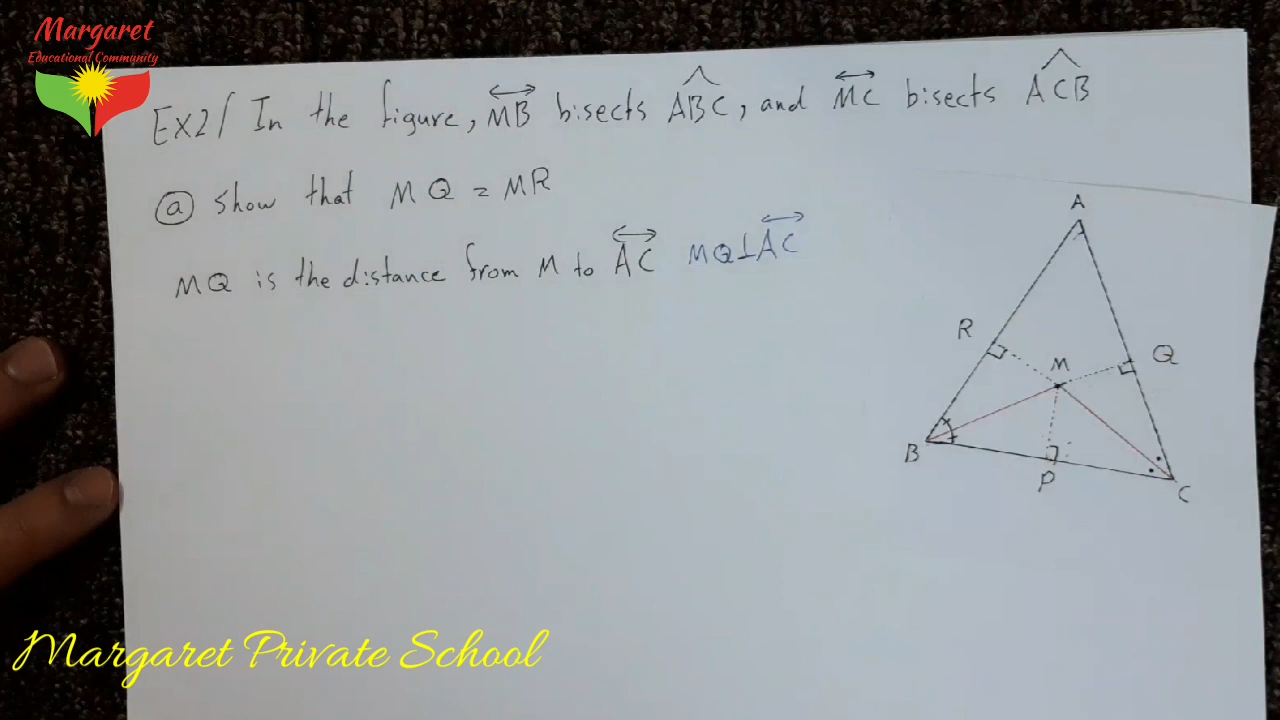 Margaret
Educational Community
Ex2/ In the figure, MB bisects ABC, and MC bisects ACB
ⓐ show that MQ = MR
MQ is the distance from M to AC MQ⊥AC
A
R
M
Q
B
P
C
Margaret Private School